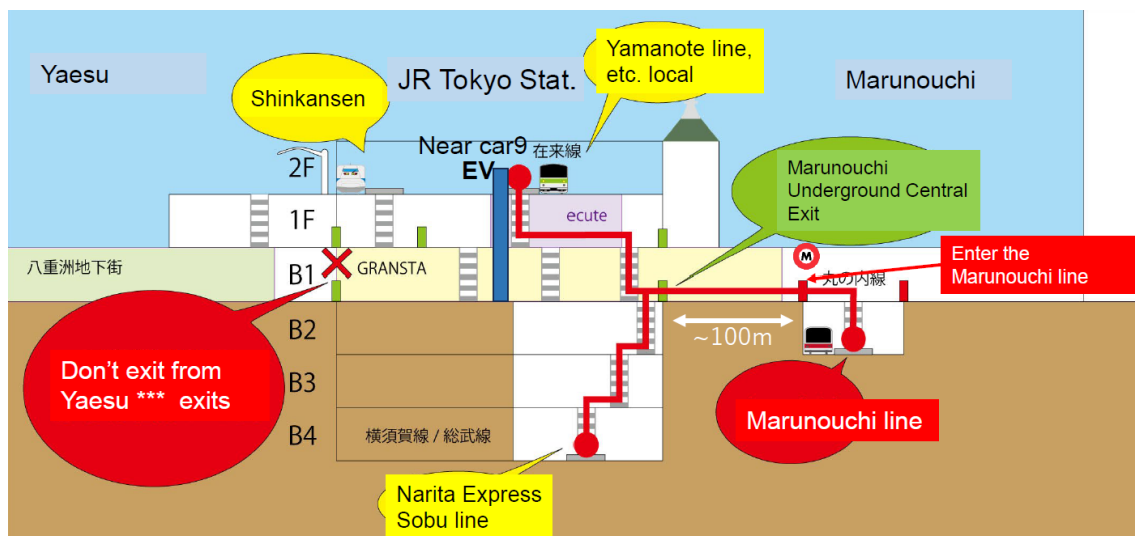 Yaesu
JR Tokyo Stat.
Yamanote line,
etc. local
Marunouchi
Shinkansen
Near car9
EV
在来線
2F
Marunouchi
Underground Central
Exit
1F
ecute
八重洲地下街
B1
GRANSTA
M
丸の内線
Enter the
Marunouchi line
B2
~100m
Don’t exit from
Yaesu *** exits
B3
Marunouchi line
B4
横須賀線 / 総武線
Narita Express
Sobu line